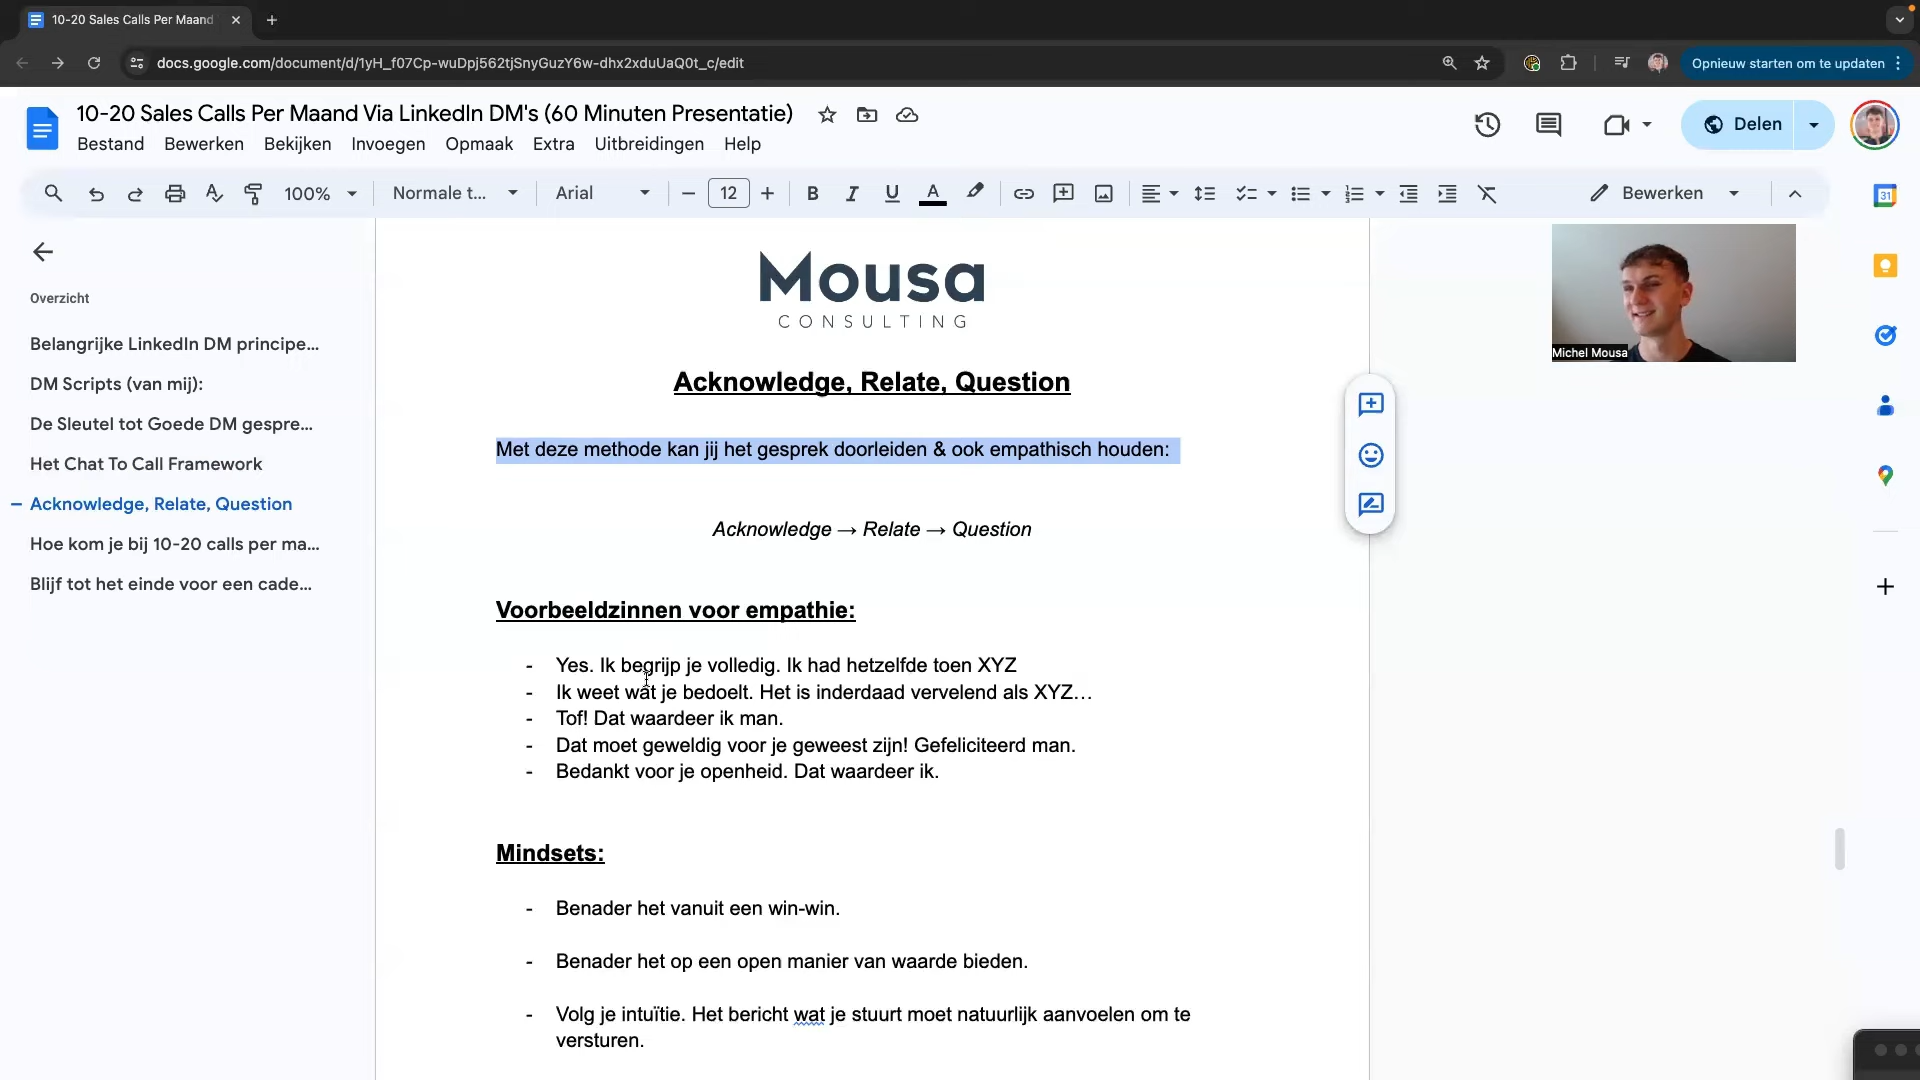 10-20 Sales Calls Per Maand
docs.google.com/document/d/1yH_f07Cp-wuDpj562tjSnyGuzY6w-dhx2xduUaQ0t_c/edit
Opnieuw starten om te updaten
10-20 Sales Calls Per Maand Via LinkedIn DM's (60 Minuten Presentatie)
Bestand Bewerken Bekijken Invoegen Opmaak Extra Uitbreidingen Help
Delen
100% Normale t... Arial 12 Bewerken
Overzicht
Belangrijke LinkedIn DM principe...
DM Scripts (van mij):
De Sleutel tot Goede DM gespre...
Het Chat To Call Framework
Acknowledge, Relate, Question
Hoe kom je bij 10-20 calls per ma...
Blijf tot het einde voor een cade...
Mousa
CONSULTING
Acknowledge, Relate, Question
Met deze methode kan jij het gesprek doorleiden & ook empathisch houden:
Acknowledge → Relate → Question
Voorbeeldzinnen voor empathie:
- Yes. Ik begrijp je volledig. Ik had hetzelfde toen XYZ
- Ik weet wat je bedoelt. Het is inderdaad vervelend als XYZ…
- Tof! Dat waardeer ik man.
- Dat moet geweldig voor je geweest zijn! Gefeliciteerd man.
- Bedankt voor je openheid. Dat waardeer ik.
Mindsets:
- Benader het vanuit een win-win.
- Benader het op een open manier van waarde bieden.
- Volg je intuïtie. Het bericht wat je stuurt moet natuurlijk aanvoelen om te
versturen.
Michel Mousa
31